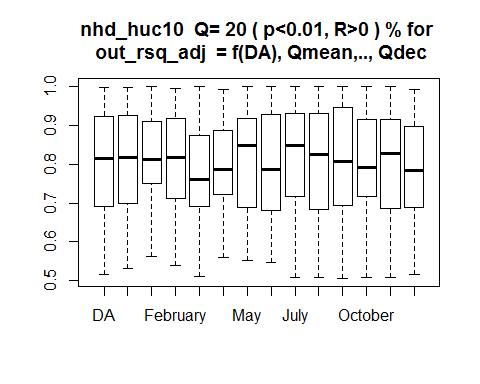 nhd_huc10 Q= 20 ( p<0.01, R>0 ) % for
out_rsq_adj = f(DA), Qmean,.., Qdec
1.0
0.9
0.8
0.7
0.6
0.5
DA February May July October